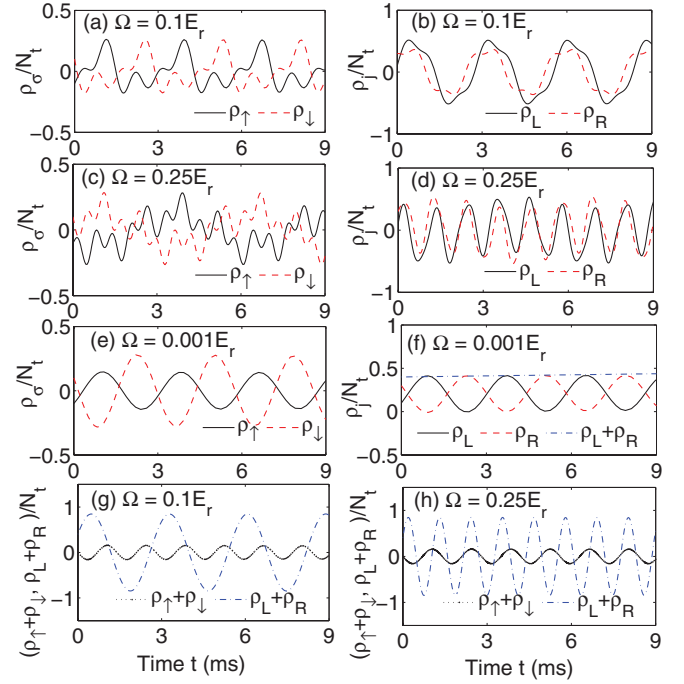 (a) Ω = 0.1E_r
(b) Ω = 0.1E_r
0.5
0
−0.5
ρ_σ/N_t
ρ_↑ ρ_↓
0 3 6 9
1
0
−1
ρ_j/N_t
ρ_L ρ_R
0 3 6 9
(c) Ω = 0.25E_r
(d) Ω = 0.25E_r
0.5
0
−0.5
ρ_σ/N_t
ρ_↑ ρ_↓
0 3 6 9
1
0
−1
ρ_j/N_t
ρ_L ρ_R
0 3 6 9
(e) Ω = 0.001E_r
(f) Ω = 0.001E_r
0.5
0
−0.5
ρ_σ/N_t
ρ_↑ ρ_↓
0 3 6 9
1
0.5
0
0.5
ρ_j/N_t
ρ_L ρ_R ρ_L+ρ_R
0 3 6 9
(g) Ω = 0.1E_r
(h) Ω = 0.25E_r
1
0
−1
(ρ_↑+ρ_↓, ρ_L+ρ_R)/N_t
ρ_↑+ρ_↓ ρ_L+ρ_R
0 3 6 9
Time t (ms)
1
0
−1
(ρ_↑+ρ_↓, ρ_L+ρ_R)/N_t
ρ_↑+ρ_↓ ρ_L+ρ_R
0 3 6 9
Time t (ms)